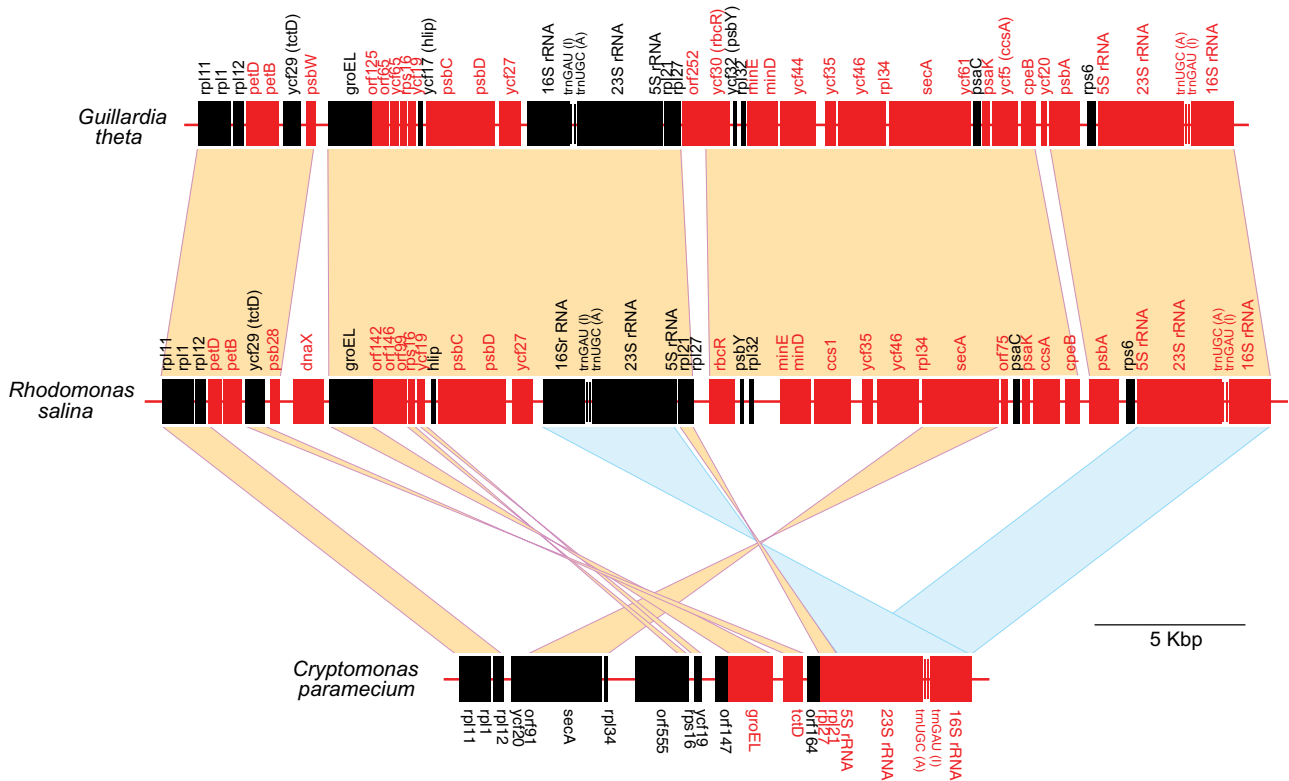 rpl11
rpl1
rpl12
petD
petB
ycf29 (tctD)
psbW
groEL
orf125
orf65
ycf65
rps16
ycf19
ycf17 (hlip)
psbC
psbD
ycf27
16S rRNA
trnGAU (I)
trnUGC (A)
23S rRNA
5S rRNA
rpl21
rpl27
orf252
ycf30 (rbcR)
ycf32 (psbY)
rpl32
minE
minD
ycf44
ycf35
ycf46
rpl34
secA
ycf61
psaC
psaK
ycf5 (ccsA)
cpeB
ycf20
psbA
rps6
5S rRNA
23S rRNA
trnUGC (A)
trnGAU (I)
16S rRNA
Guillardia
theta
rpl11
rpl1
rpl12
petD
petB
ycf29 (tctD)
psb28
dnaX
groEL
orf142
orf146
orf99
rps16
ycf19
hlip
psbC
psbD
ycf27
16Sr RNA
trnGAU (I)
trnUGC (A)
23S rRNA
5S rRNA
rpl21
rpl27
rbcR
psbY
rpl32
minE
minD
ccs1
ycf35
ycf46
rpl34
secA
orf75
psaC
psaK
ccsA
cpeB
psbA
rps6
5S rRNA
23S rRNA
trnUGC (A)
trnGAU (I)
16S rRNA
Rhodomonas
salina
5 Kbp
Cryptomonas
paramecium
rpl11
rpl1
rpl12
ycf20
orf91
secA
rpl34
orf555
rps16
ycf19
orf147
groEL
tctD
orf164
rpl27
rpl21
5S rRNA
23S rRNA
trnUGC (A)
trnGAU (I)
16S rRNA